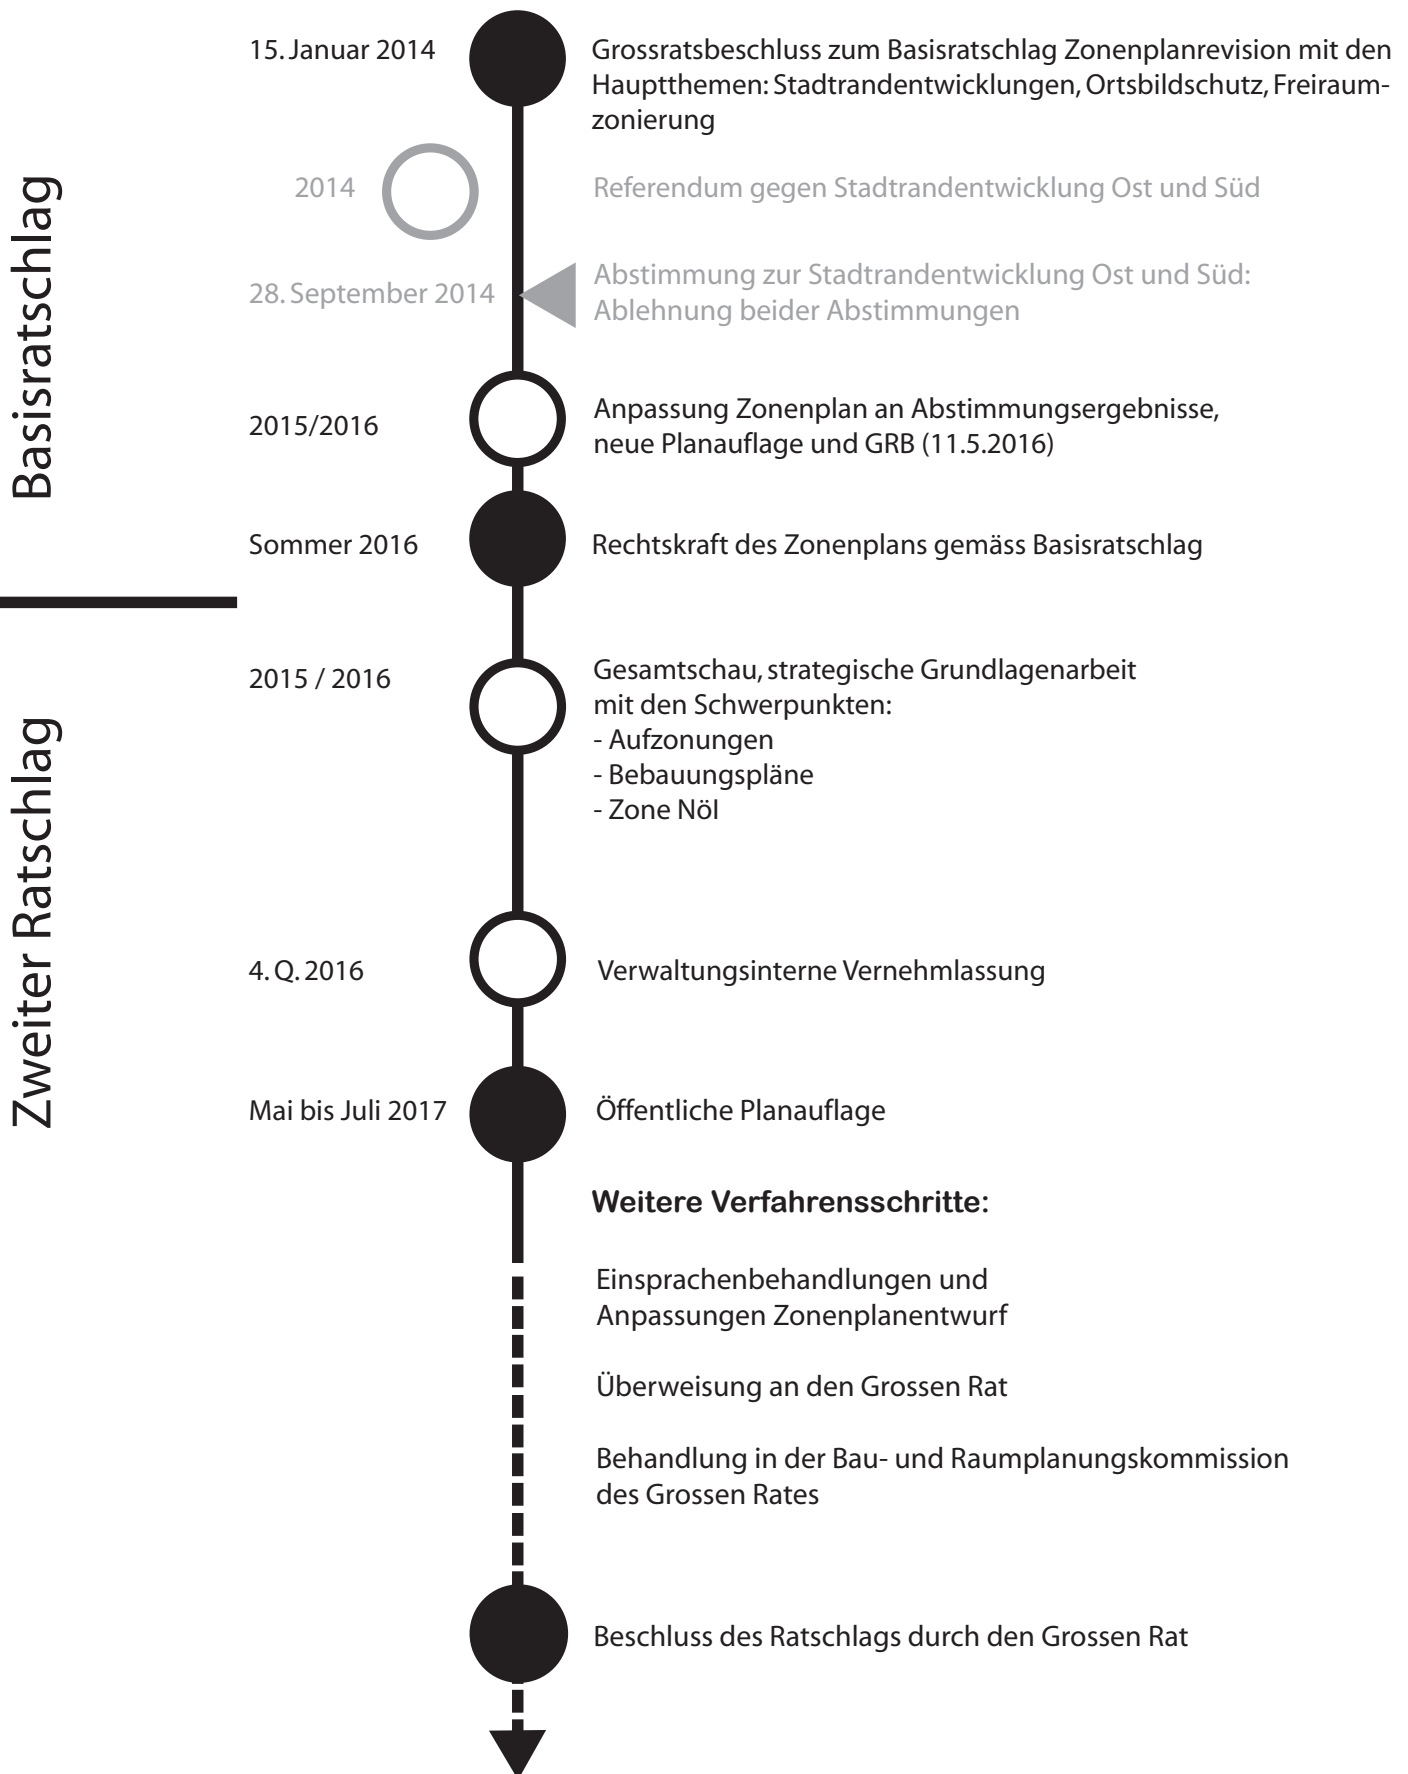 Basisratschlag
15. Januar 2014
Grossratsbeschluss zum Basisratschlag Zonenplanrevision mit den
Hauptthemen: Stadtrandentwicklungen, Ortsbildschutz, Freiraum-
zonierung
2014
Referendum gegen Stadtrandentwicklung Ost und Süd
28. September 2014
Abstimmung zur Stadtrandentwicklung Ost und Süd:
Ablehnung beider Abstimmungen
2015/2016
Anpassung Zonenplan an Abstimmungsergebnisse,
neue Planauflage und GRB (11.5.2016)
Sommer 2016
Rechtskraft des Zonenplans gemäss Basisratschlag
Zweiter Ratschlag
2015 / 2016
Gesamtschau, strategische Grundlagenarbeit
mit den Schwerpunkten:
- Aufzonungen
- Bebauungspläne
- Zone NöI
4. Q. 2016
Verwaltungsinterne Vernehmlassung
Mai bis Juli 2017
Öffentliche Planauflage
Weitere Verfahrensschritte:
Einsprachenbehandlungen und
Anpassungen Zonenplanentwurf
Überweisung an den Grossen Rat
Behandlung in der Bau- und Raumplanungskommission
des Grossen Rates
Beschluss des Ratschlags durch den Grossen Rat